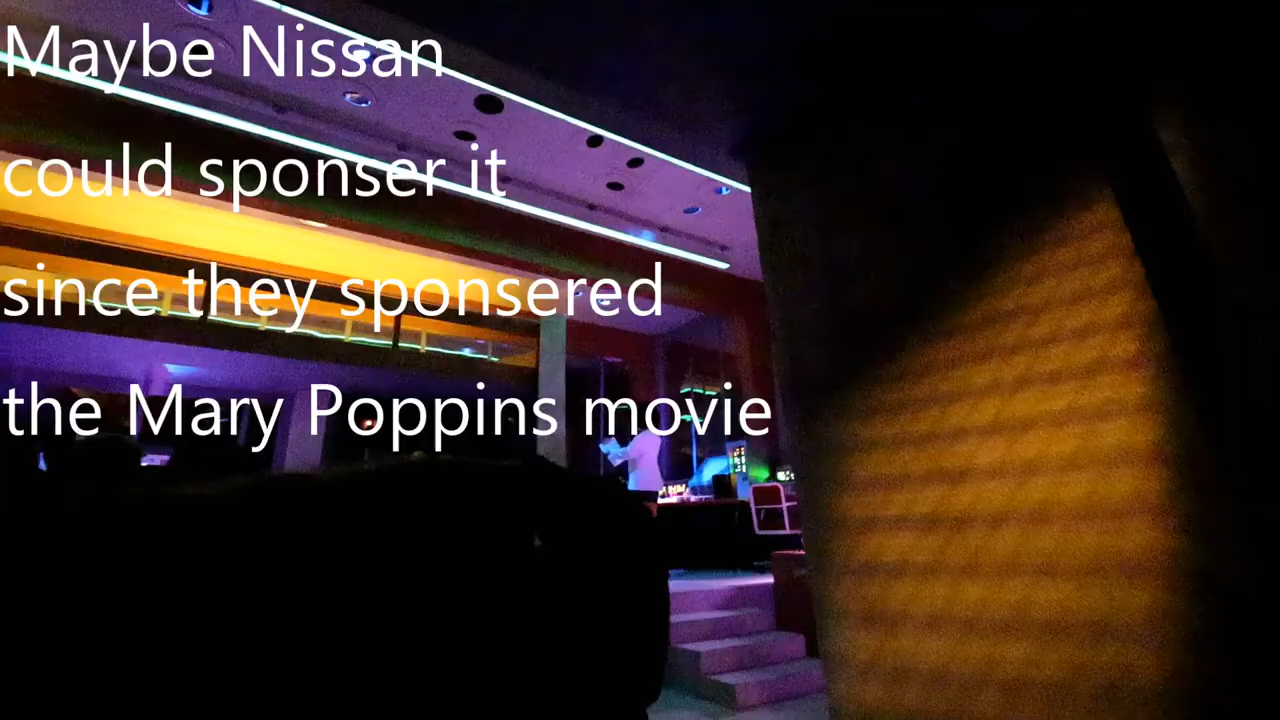 Maybe Nissan
could sponser it
since they sponsered
the Mary Poppins movie